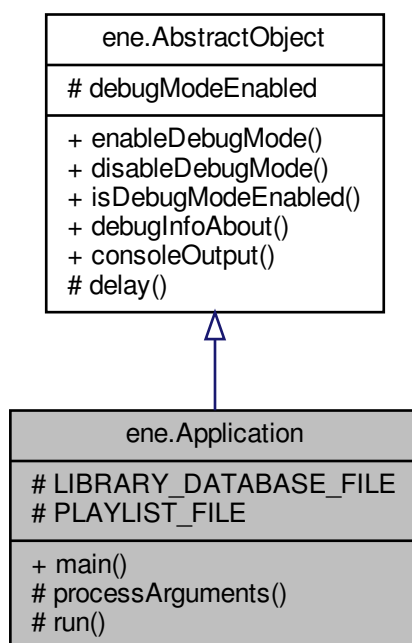 ene.AbstractObject
# debugModeEnabled
+ enableDebugMode()
+ disableDebugMode()
+ isDebugModeEnabled()
+ debugInfoAbout()
+ consoleOutput()
# delay()
ene.Application
# LIBRARY_DATABASE_FILE
# PLAYLIST_FILE
+ main()
# processArguments()
# run()